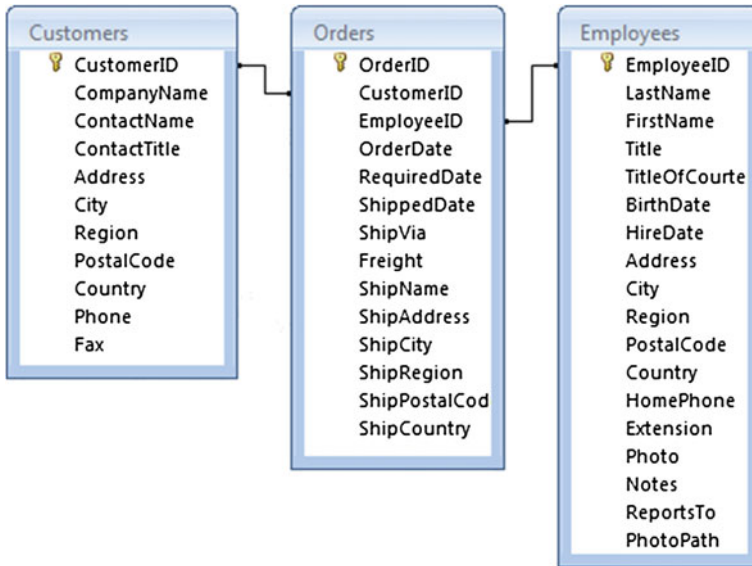 Customers
CustomerID
CompanyName
ContactName
ContactTitle
Address
City
Region
PostalCode
Country
Phone
Fax
Orders
OrderID
CustomerID
EmployeeID
OrderDate
RequiredDate
ShippedDate
ShipVia
Freight
ShipName
ShipAddress
ShipCity
ShipRegion
ShipPostalCod
ShipCountry
Employees
EmployeeID
LastName
FirstName
Title
TitleOfCourte
BirthDate
HireDate
Address
City
Region
PostalCode
Country
HomePhone
Extension
Photo
Notes
ReportsTo
PhotoPath